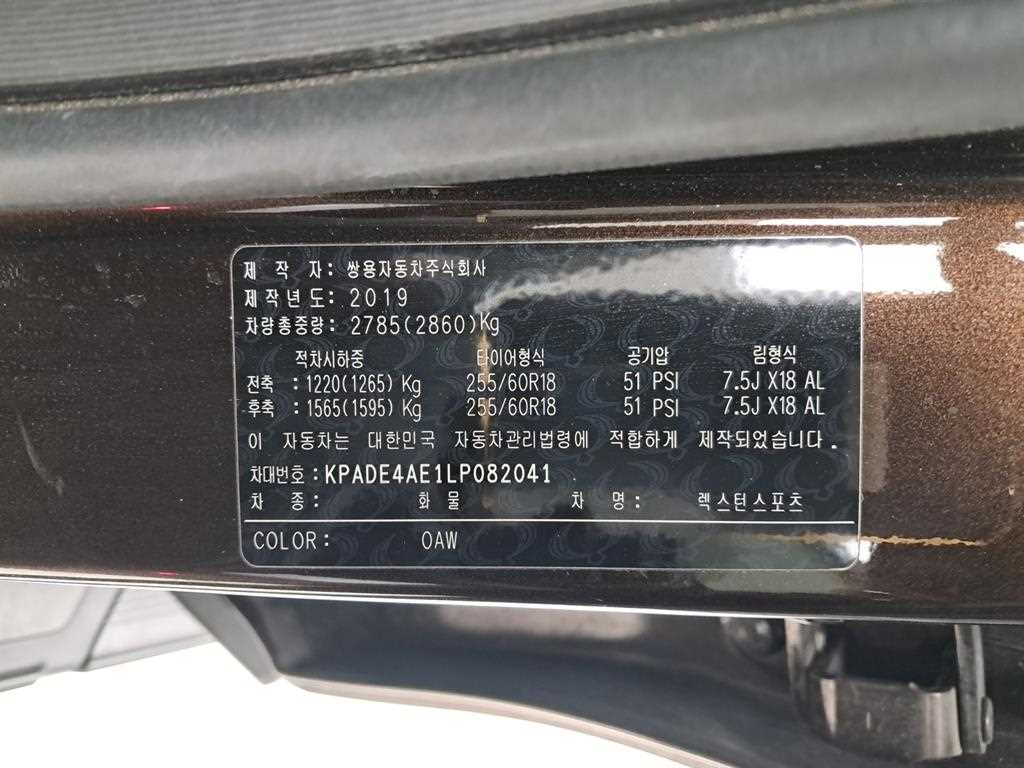 제 작 자: 쌍용자동차주식회사
제작년도: 2019
차량총중량: 2785(2860)Kg
적차시하중 타이어형식 공기압 림형식
전축: 1220(1265) Kg 255/60R18 51 PSI 7.5J X18 AL
후축: 1565(1595) Kg 255/60R18 51 PSI 7.5J X18 AL
이 자동차는 대한민국 자동차관리법령에 적합하게 제작되었습니다.
차대번호: KPADE4AE1LP082041
차 종: 화 물 차 명: 렉스턴스포츠
COLOR: OAW